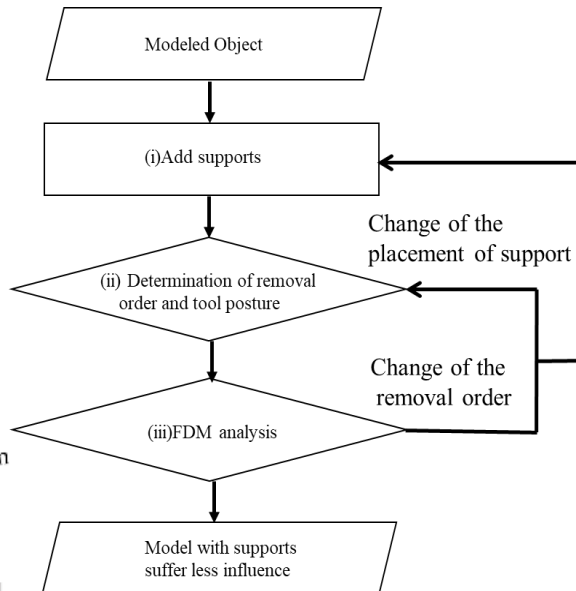 Modeled Object
(i)Add supports
Change of the
placement of support
(ii) Determination of removal
order and tool posture
Change of the
removal order
(iii)FDM analysis
Model with supports
suffer less influence